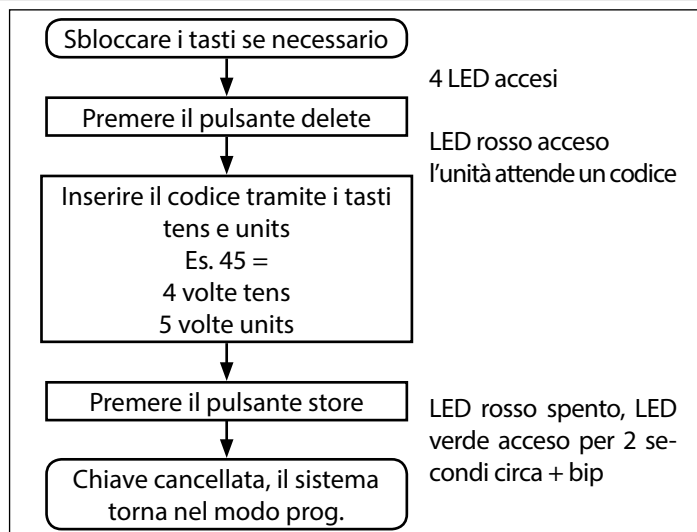 Sbloccare i tasti se necessario
4 LED accesi
Premere il pulsante delete
LED rosso acceso
l'unità attende un codice
Inserire il codice tramite i tasti
tens e units
Es. 45 =
4 volte tens
5 volte units
Premere il pulsante store
LED rosso spento, LED
verde acceso per 2 se-
condi circa + bip
Chiave cancellata, il sistema
torna nel modo prog.